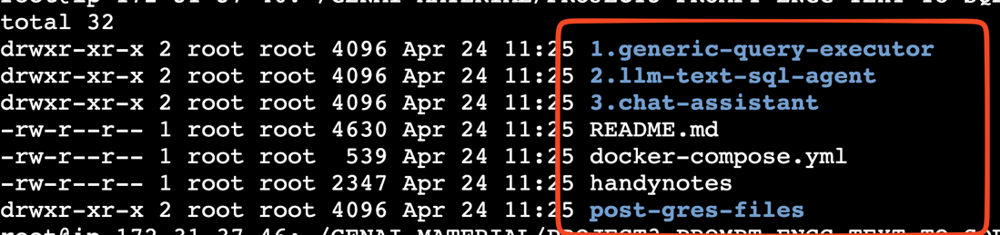 total 32
drwxr-xr-x 2 root root 4096 Apr 24 11:25 1.generic-query-executor
drwxr-xr-x 2 root root 4096 Apr 24 11:25 2.llm-text-sql-agent
drwxr-xr-x 2 root root 4096 Apr 24 11:25 3.chat-assistant
-rw-r--r-- 1 root root 4630 Apr 24 11:25 README.md
-rw-r--r-- 1 root root  539 Apr 24 11:25 docker-compose.yml
-rw-r--r-- 1 root root 2347 Apr 24 11:25 handynotes
drwxr-xr-x 2 root root 4096 Apr 24 11:25 post-gres-files